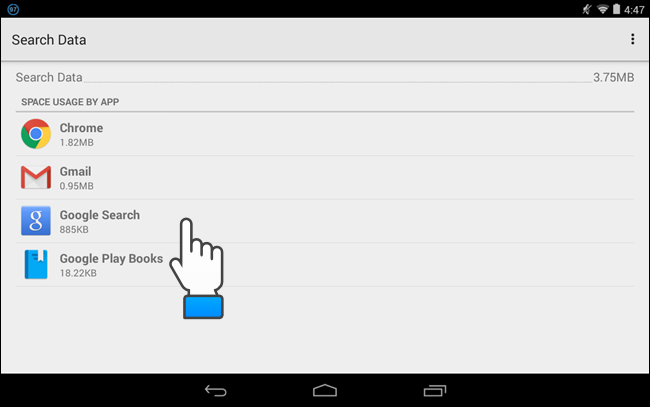 97
4:47
Search Data
Search Data 3.75MB
SPACE USAGE BY APP
Chrome
1.82MB
Gmail
0.95MB
g
Google Search
885KB
Google Play Books
18.22KB